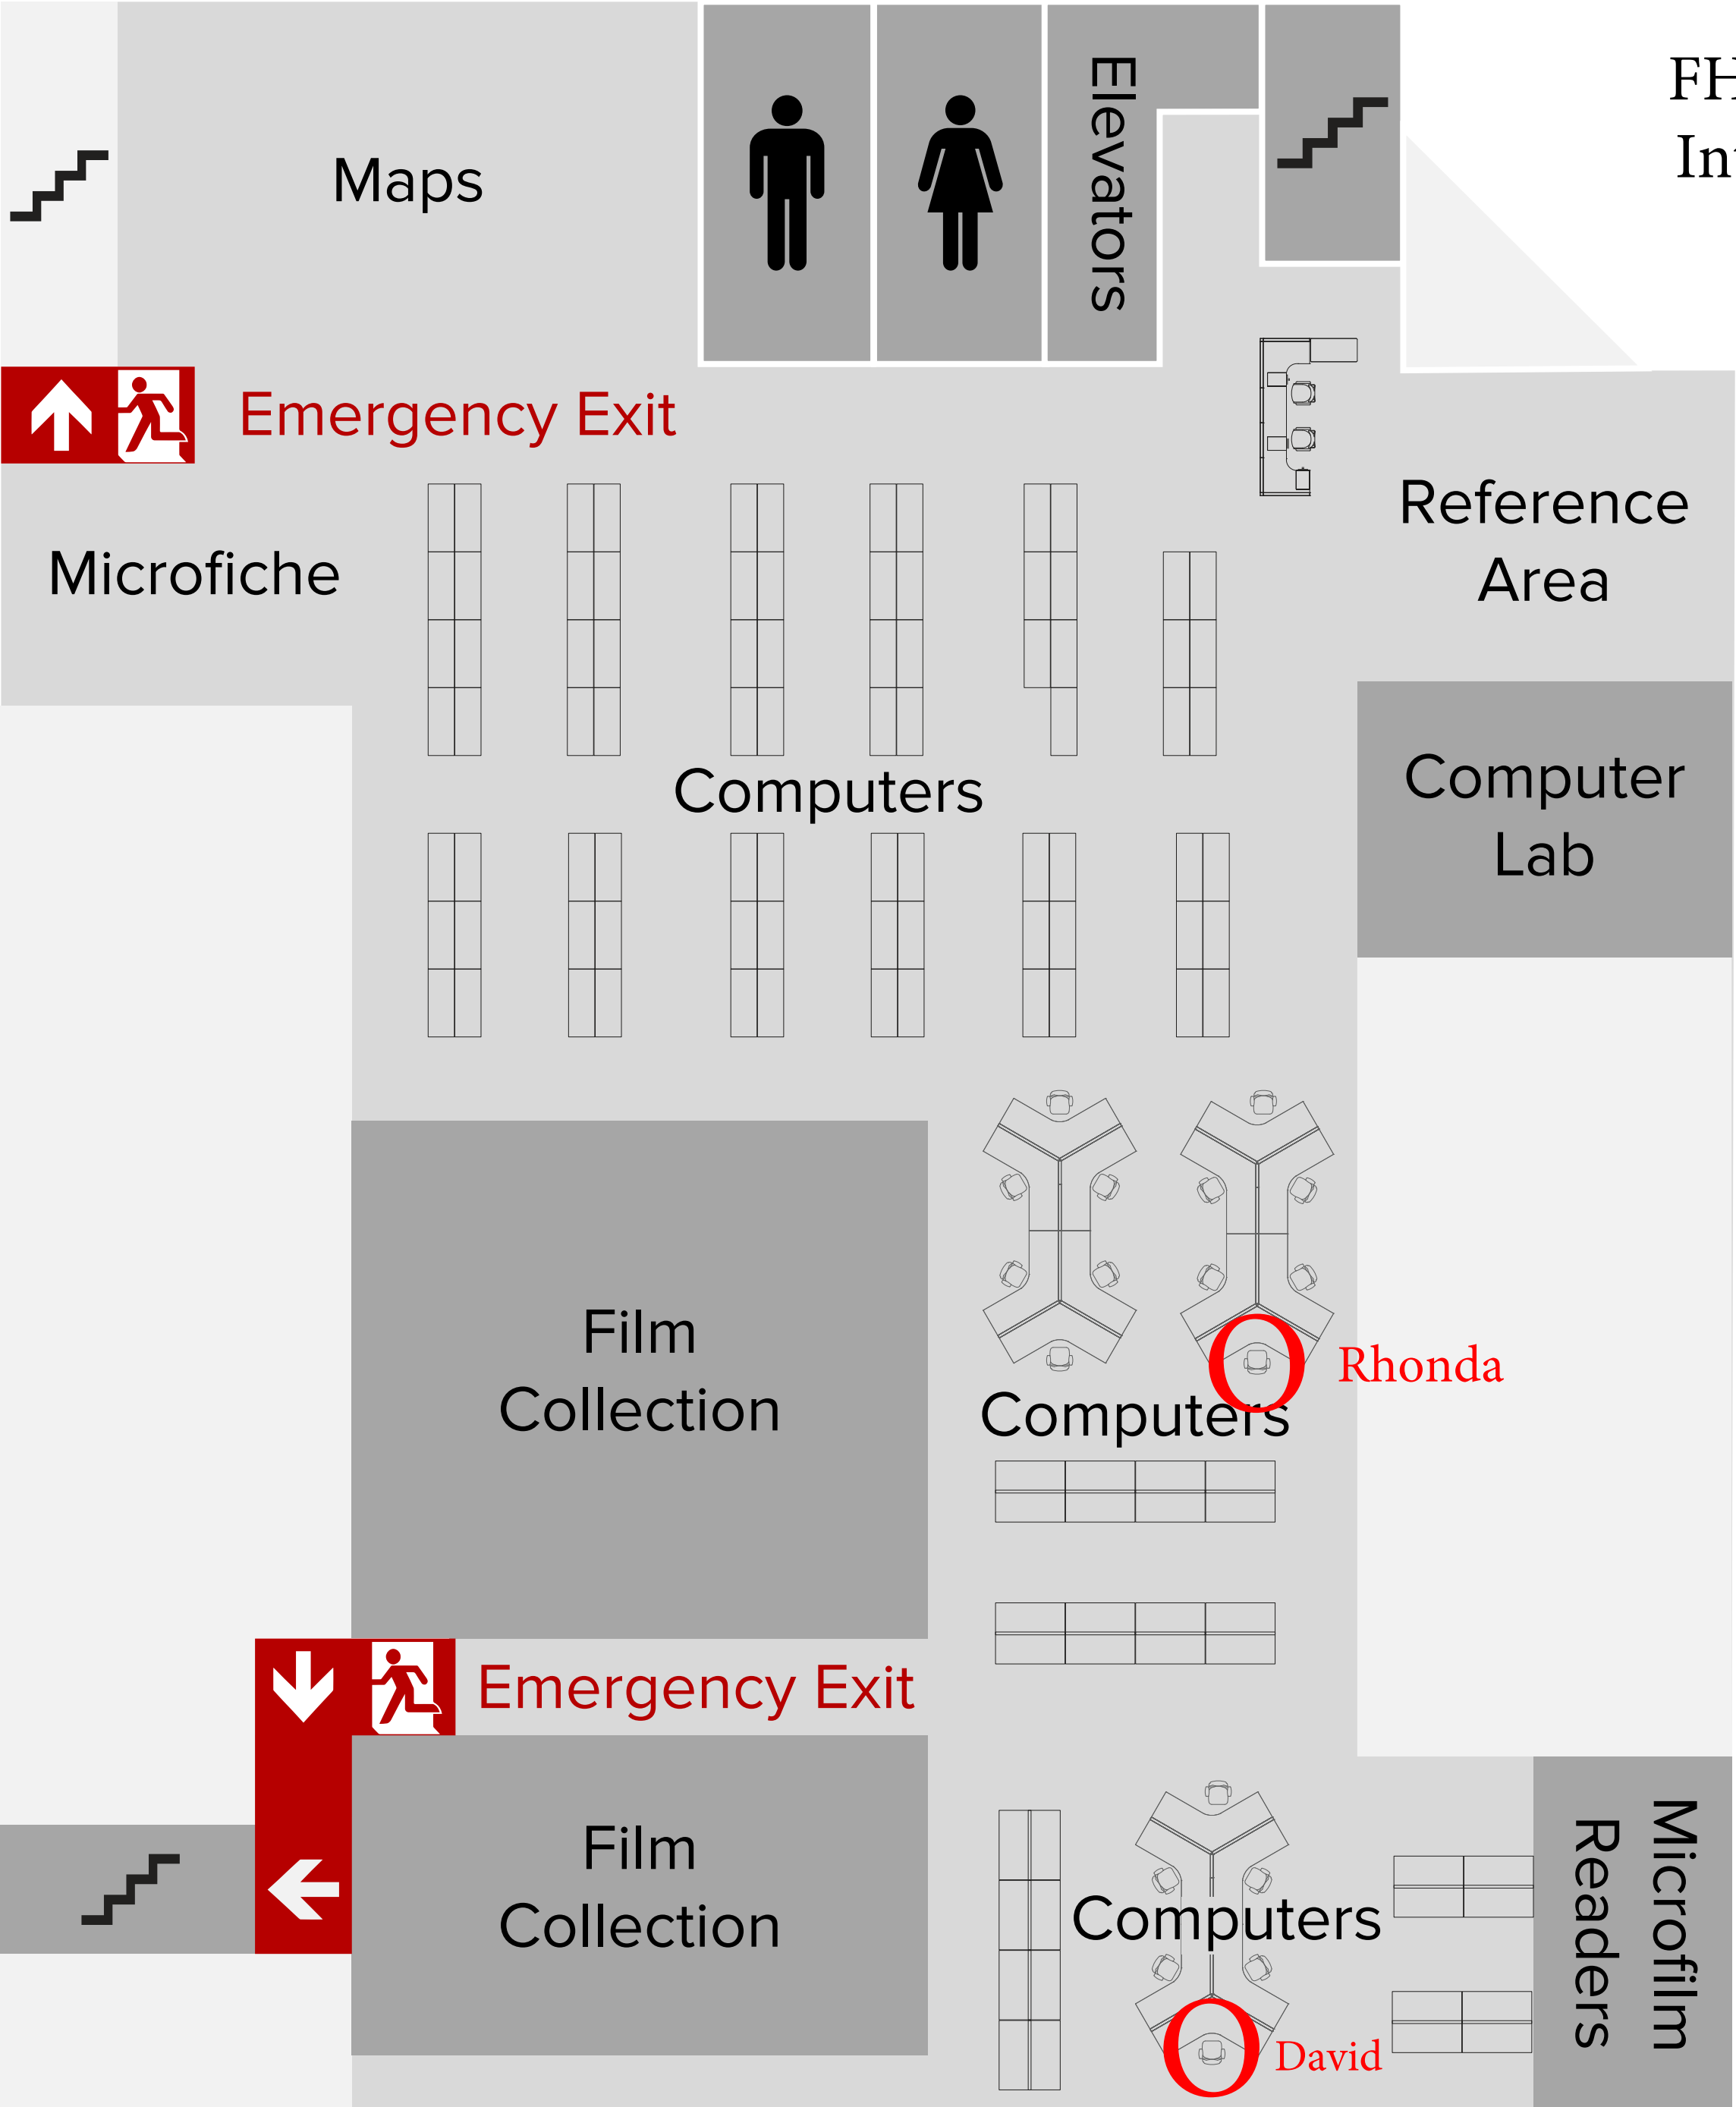 FH
In
Maps
Elevators
Emergency Exit
Reference
Area
Microfiche
Computers
Computer
Lab
Film
Collection
Rhonda
Computers
Emergency Exit
Film
Collection
Computers
Microfilm
Readers
David